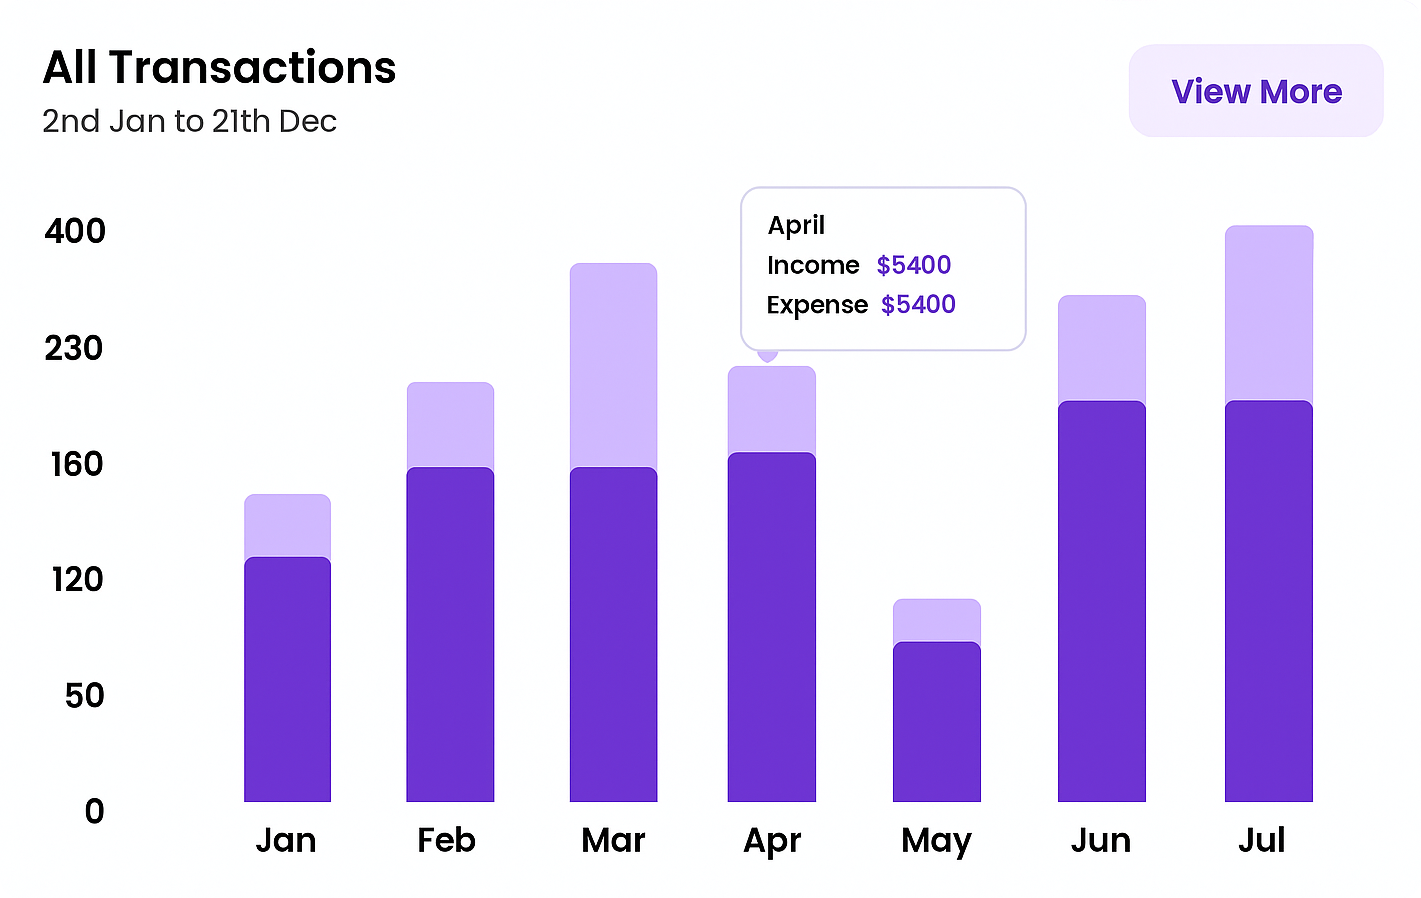 All Transactions
2nd Jan to 21th Dec
View More
400
230
160
120
50
0
April
Income $5400
Expense $5400
Jan
Feb
Mar
Apr
May
Jun
Jul